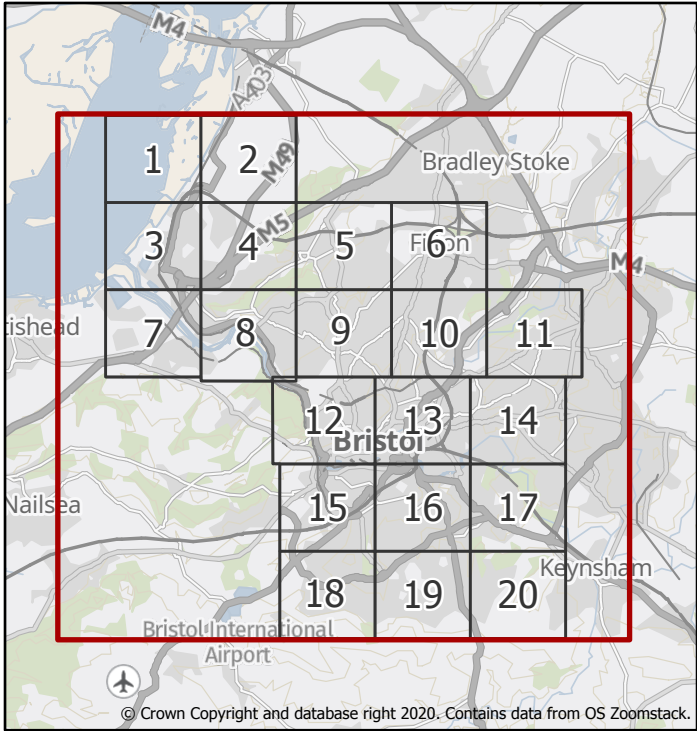 M4
A403
1
2
M49
Bradley Stoke
3
4
M5
5
6
Filton
M4
tishead
7
8
9
10
11
12
13
14
Bristol
Nailsea
15
16
17
Keynsham
18
19
20
Bristol International
Airport
© Crown Copyright and database right 2020. Contains data from OS Zoomstack.